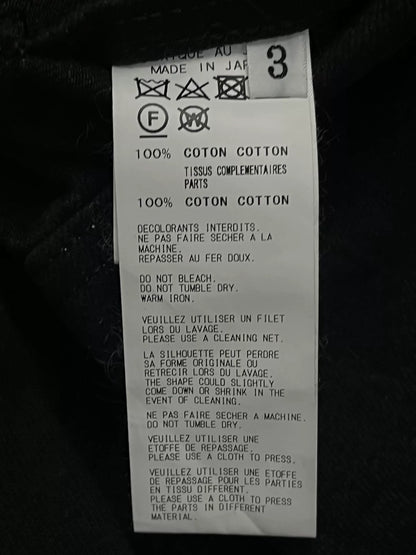 3
MADE IN JAP
F
W
100% COTON COTTON
TISSUS COMPLEMENTAIRES
PARTS
100% COTON COTTON
DECOLORANTS INTERDITS.
NE PAS FAIRE SECHER A LA
MACHINE.
REPASSER AU FER DOUX.
DO NOT BLEACH.
DO NOT TUMBLE DRY.
WARM IRON.
VEUILLEZ UTILISER UN FILET
LORS DU LAVAGE.
PLEASE USE A CLEANING NET.
LA SILHOUETTE PEUT PERDRE
SA FORME ORIGINALE OU
RETRECIR LORS DU LAVAGE.
THE SHAPE COULD SLIGHTLY
COME DOWN OR SHRINK IN THE
EVENT OF CLEANING.
NE PAS FAIRE SECHER A MACHINE.
DO NOT TUMBLE DRY.
VEUILLEZ UTILISER UNE
ETOFFE DE REPASSAGE.
PLEASE USE A CLOTH TO PRESS.
VEUILLEZ UTILISER UNE ETOFFE
DE REPASSAGE POUR LES PARTIES
EN TISSU DIFFERENT.
PLEASE USE A CLOTH TO PRESS
THE PARTS IN DIFFERENT
MATERIAL.